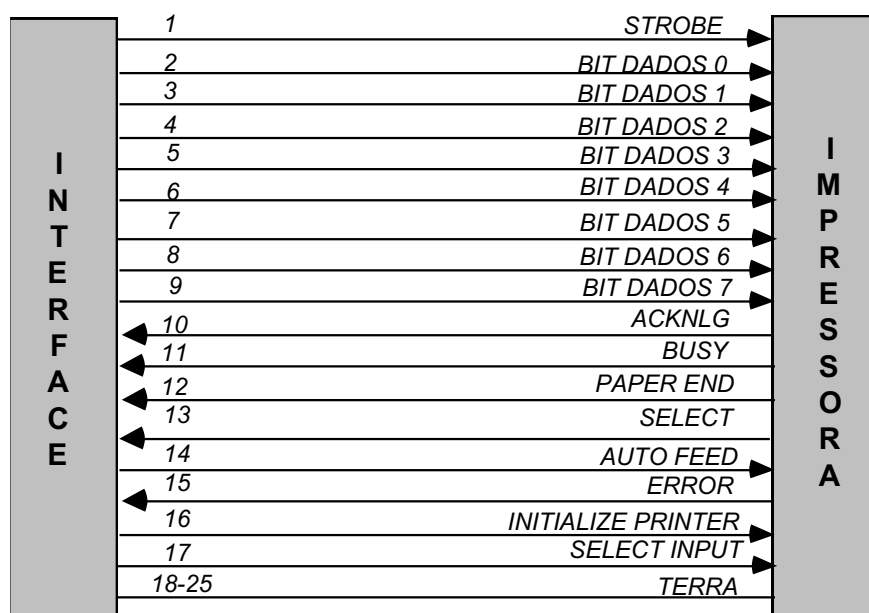 INTERFACE
1 STROBE
2 BIT DADOS 0
3 BIT DADOS 1
4 BIT DADOS 2
5 BIT DADOS 3
6 BIT DADOS 4
7 BIT DADOS 5
8 BIT DADOS 6
9 BIT DADOS 7
10 ACKNLG
11 BUSY
12 PAPER END
13 SELECT
14 AUTO FEED
15 ERROR
16 INITIALIZE PRINTER
17 SELECT INPUT
18-25 TERRA
IMPRESSORA